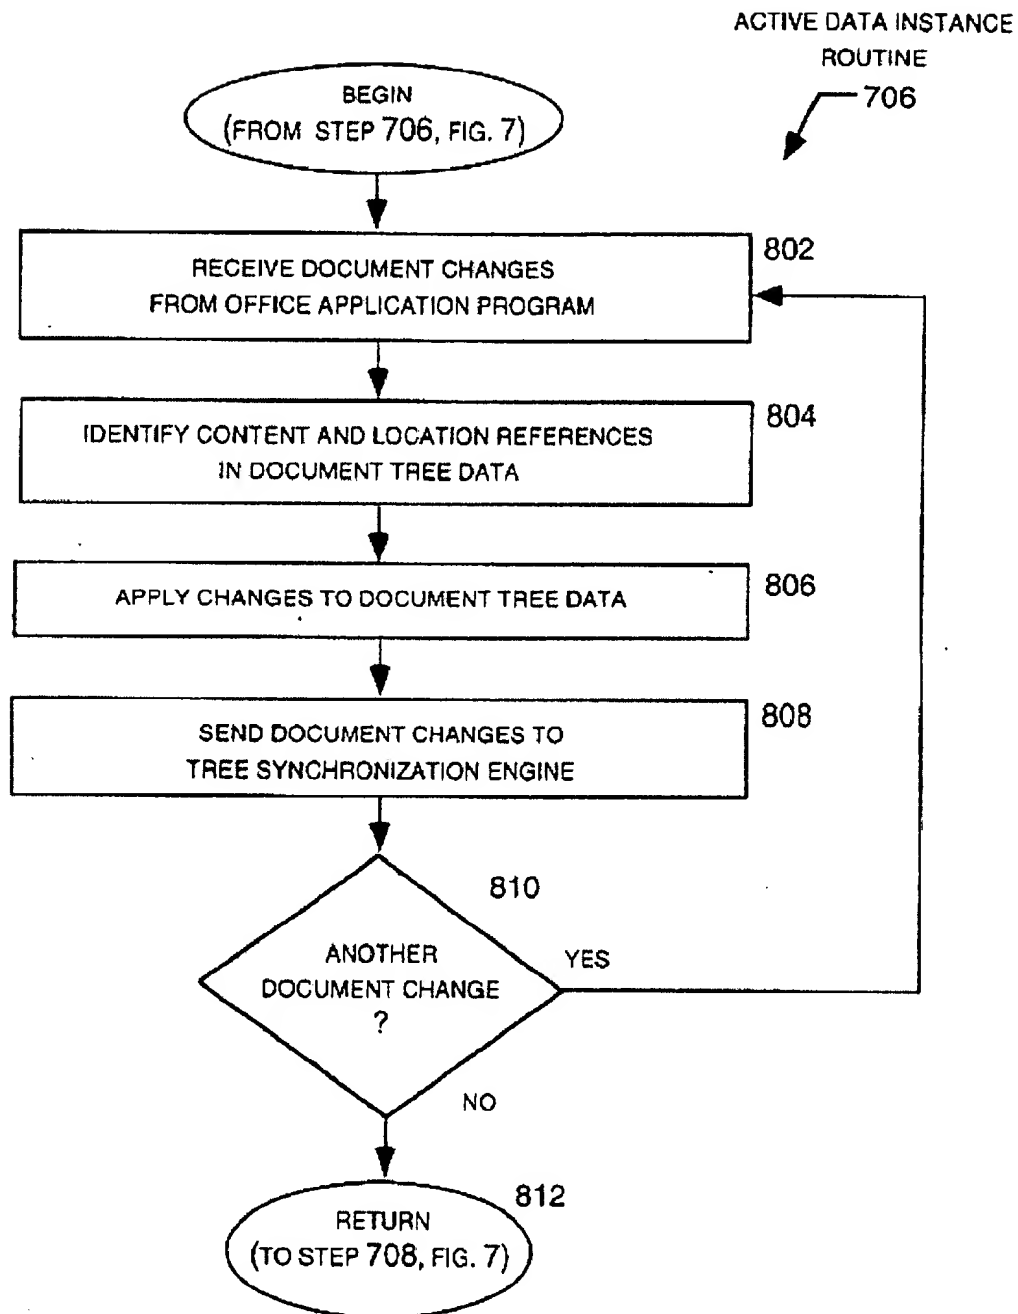 ACTIVE DATA INSTANCE
ROUTINE
706
BEGIN
(FROM STEP 706, FIG. 7)
802
RECEIVE DOCUMENT CHANGES
FROM OFFICE APPLICATION PROGRAM
804
IDENTIFY CONTENT AND LOCATION REFERENCES
IN DOCUMENT TREE DATA
806
APPLY CHANGES TO DOCUMENT TREE DATA
808
SEND DOCUMENT CHANGES TO
TREE SYNCHRONIZATION ENGINE
810
ANOTHER
DOCUMENT CHANGE
?
YES
NO
812
RETURN
(TO STEP 708, FIG. 7)